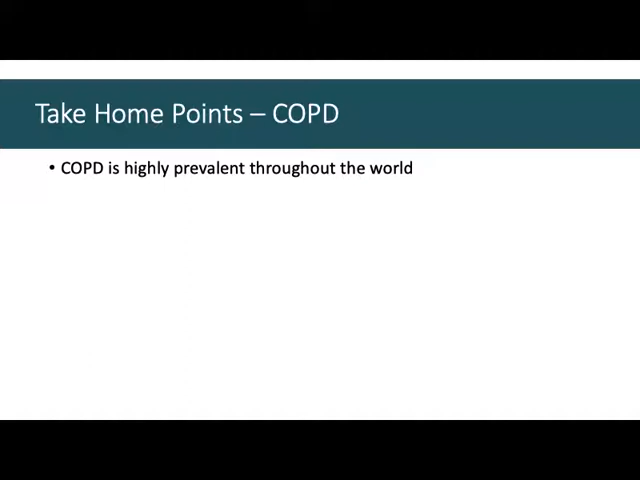 Take Home Points – COPD
• COPD is highly prevalent throughout the world